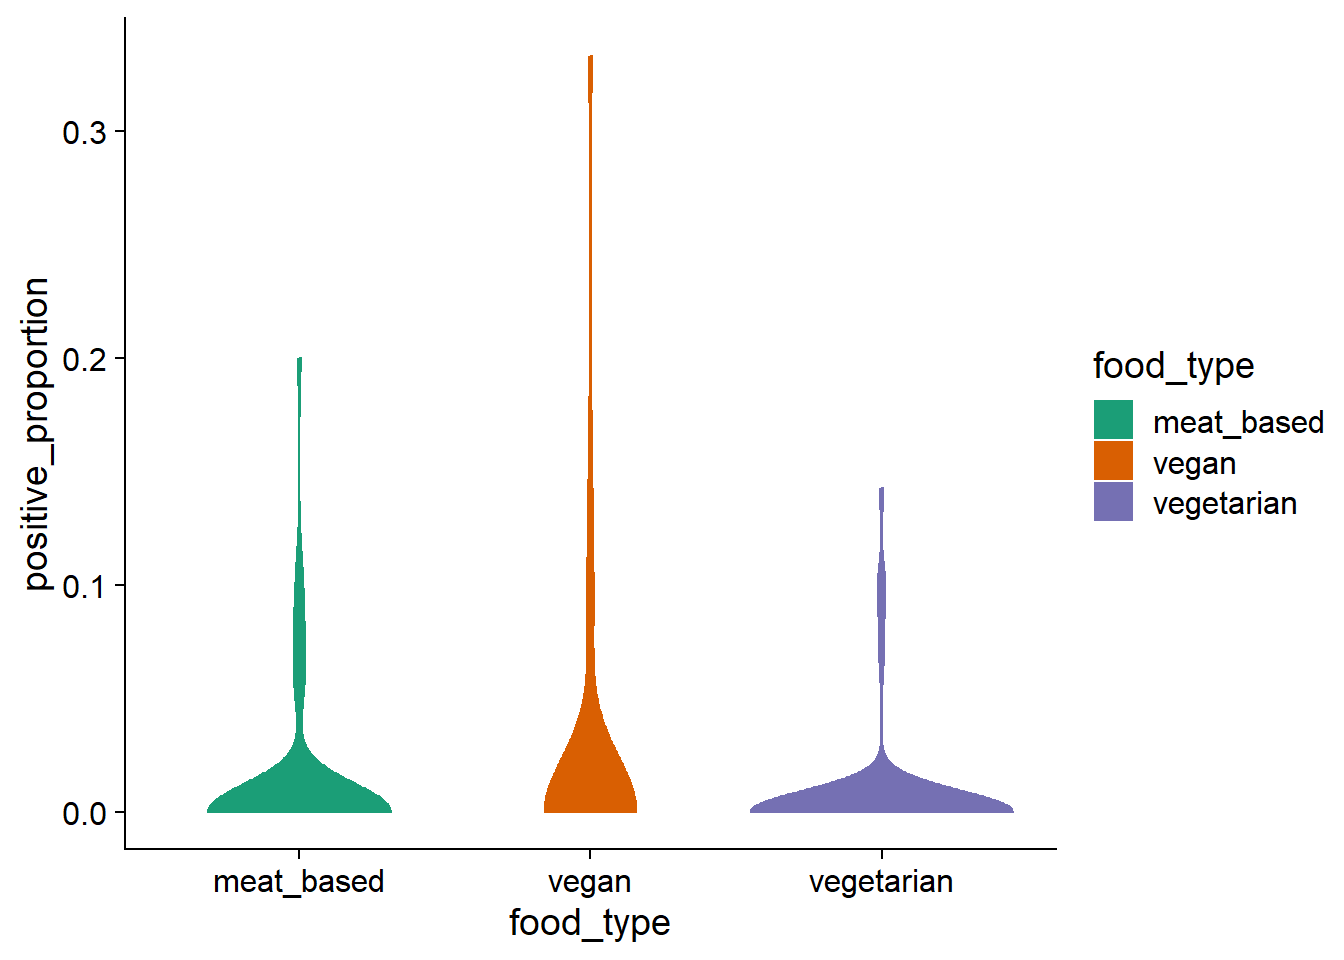 positive_proportion
0.3
0.2
0.1
0.0
meat_based
vegan
vegetarian
food_type
food_type
meat_based
vegan
vegetarian